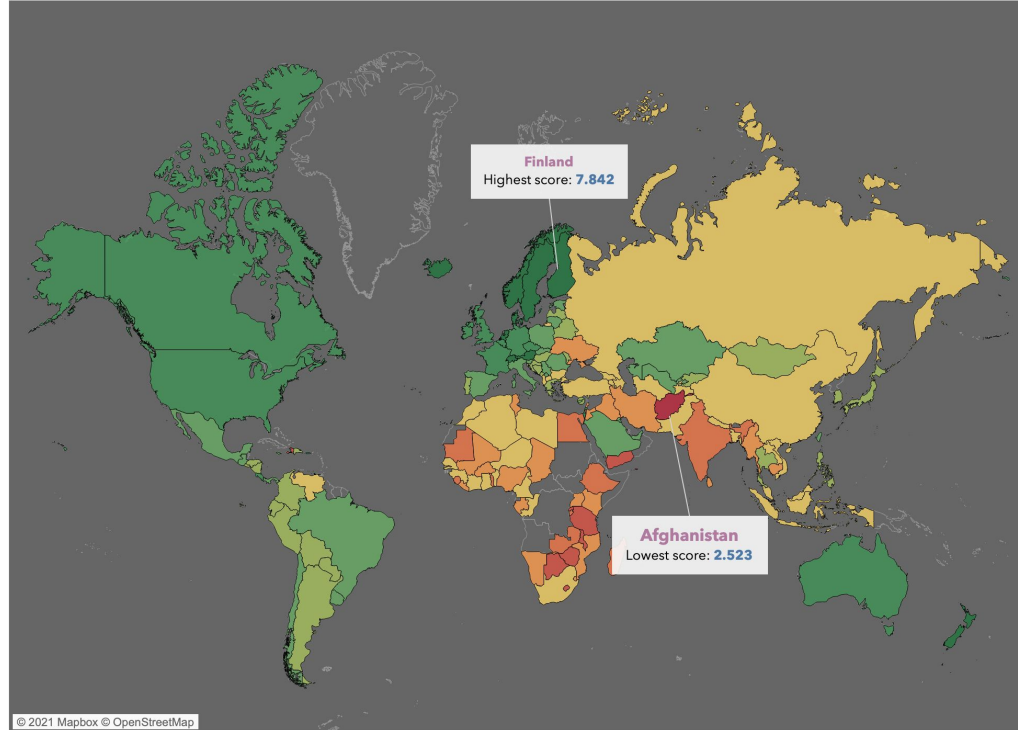 Finland
Highest score: 7.842
Afghanistan
Lowest score: 2.523
© 2021 Mapbox © OpenStreetMap